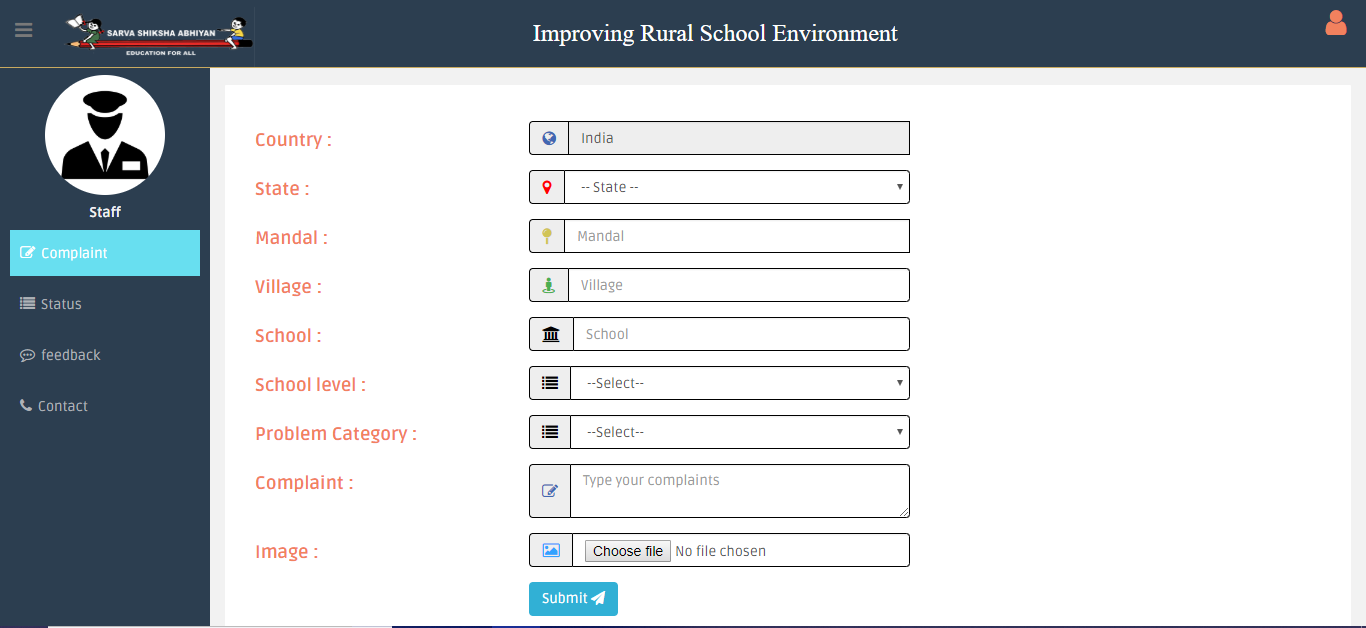 SARVA SHIKSHA ABHIYAN
EDUCATION FOR ALL
Improving Rural School Environment
Staff
Complaint
Status
feedback
Contact
Country :
India
State :
-- State --
Mandal :
Mandal
Village :
Village
School :
School
School level :
--Select--
Problem Category :
--Select--
Complaint :
Type your complaints
Image :
Choose file No file chosen
Submit